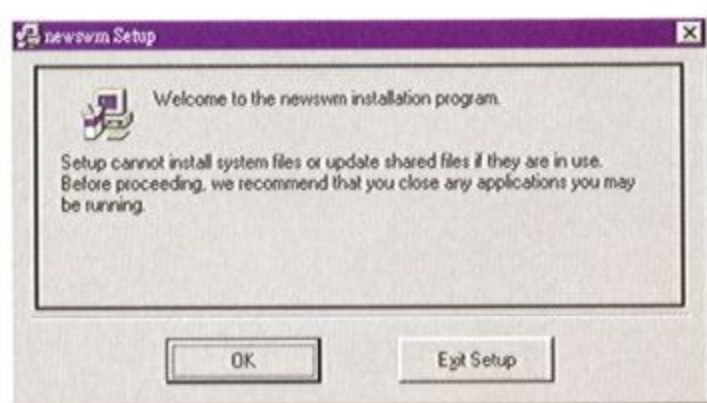 newswm Setup
Welcome to the newswm installation program.
Setup cannot install system files or update shared files if they are in use.
Before proceeding, we recommend that you close any applications you may
be running.
OK
Exit Setup